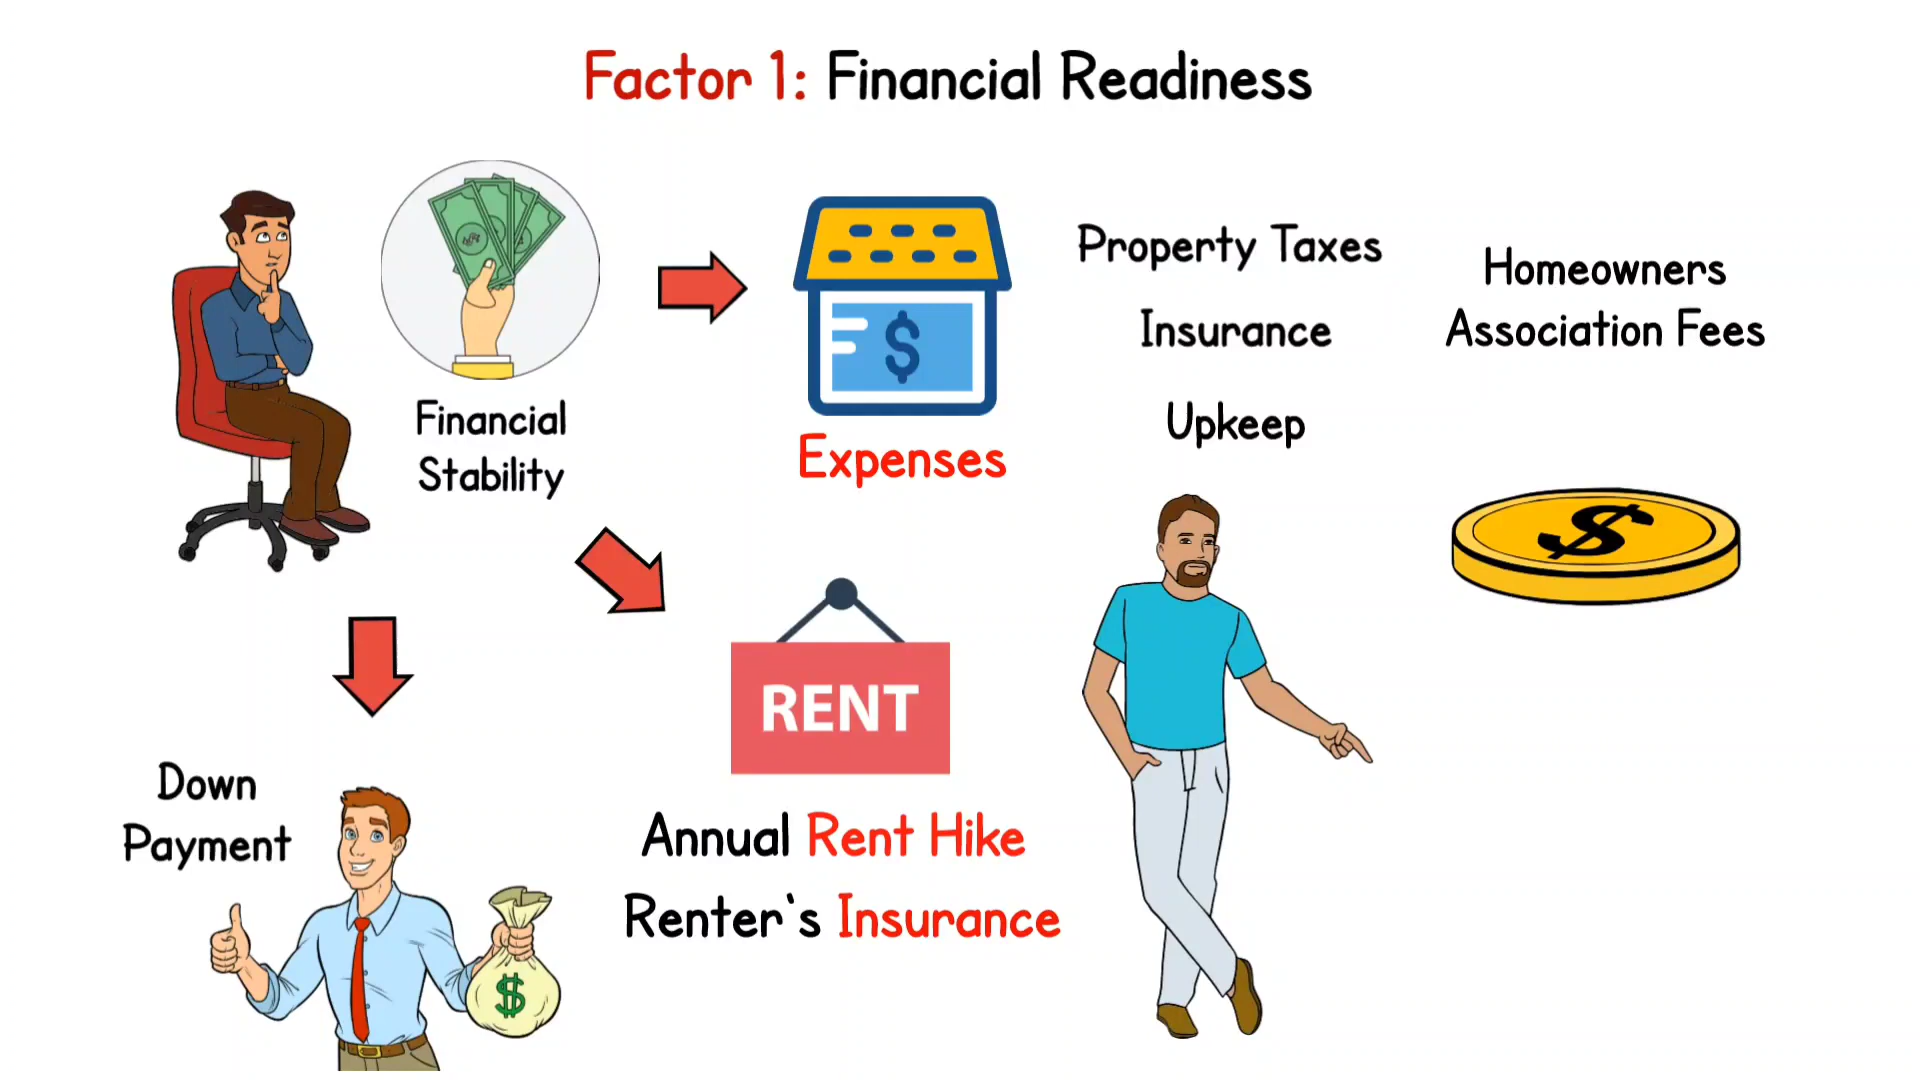 Factor 1: Financial Readiness
Financial
Stability
$
Expenses
Property Taxes
Insurance
Upkeep
Homeowners
Association Fees
$
Down
Payment
$
RENT
Annual Rent Hike
Renter's Insurance